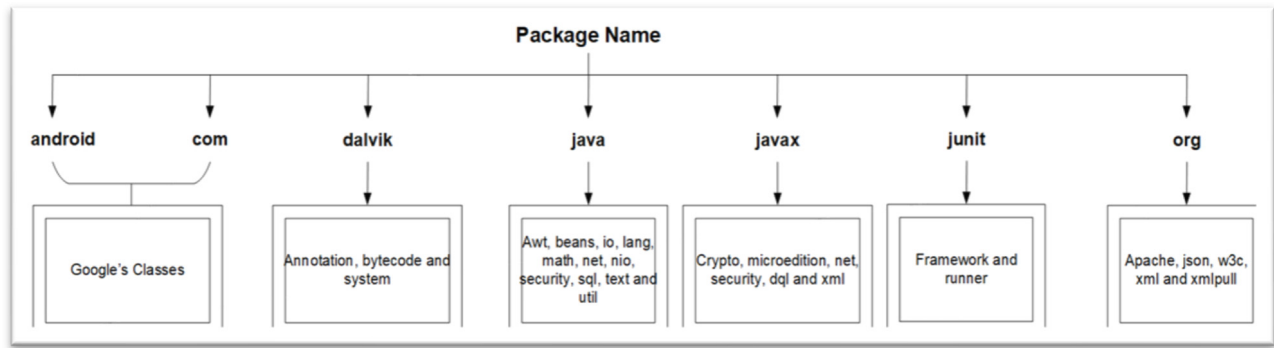 Package Name
android
com
dalvik
java
javax
junit
org
Google's Classes
Annotation, bytecode and
system
Awt, beans, io, lang,
math, net, nio,
security, sql, text and
util
Crypto, microedition, net,
security, dql and xml
Framework and
runner
Apache, json, w3c,
xml and xmlpull